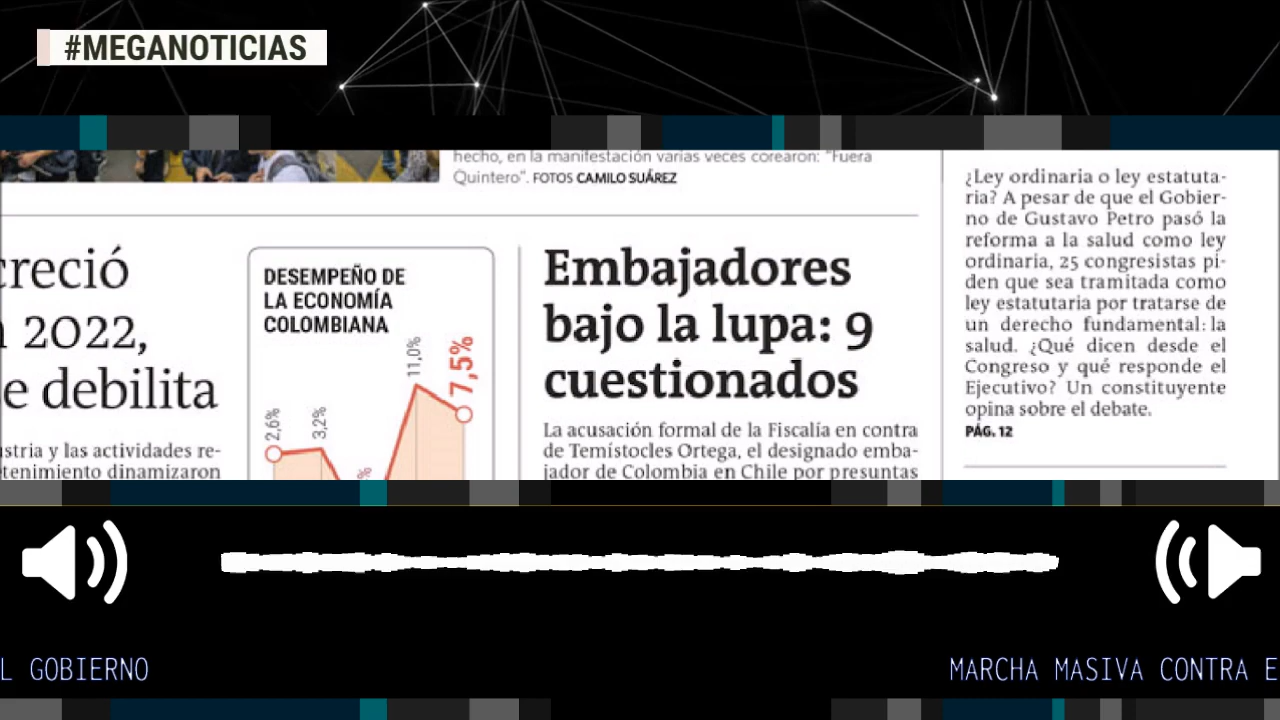 #MEGANOTICIAS
hecho, en la manifestación varias veces corearon: "Fuera
Quintero". FOTOS CAMILO SUÁREZ
creció
2022,
e debilita
stria y las actividades re-
tenimiento dinamizaron
DESEMPEÑO DE
LA ECONOMÍA
COLOMBIANA
2,6%
3,2%
%
11,0%
7,5%
Embajadores
bajo la lupa: 9
cuestionados
La acusación formal de la Fiscalía en contra
de Temístocles Ortega, el designado emba-
jador de Colombia en Chile por presuntas
¿Ley ordinaria o ley estatuta-
ria? A pesar de que el Gobier-
no de Gustavo Petro pasó la
reforma a la salud como ley
ordinaria, 25 congresistas pi-
den que sea tramitada como
ley estatutaria por tratarse de
un derecho fundamental: la
salud. ¿Qué dicen desde el
Congreso y qué responde el
Ejecutivo? Un constituyente
opina sobre el debate.
PÁG. 12
L GOBIERNO
MARCHA MASIVA CONTRA E